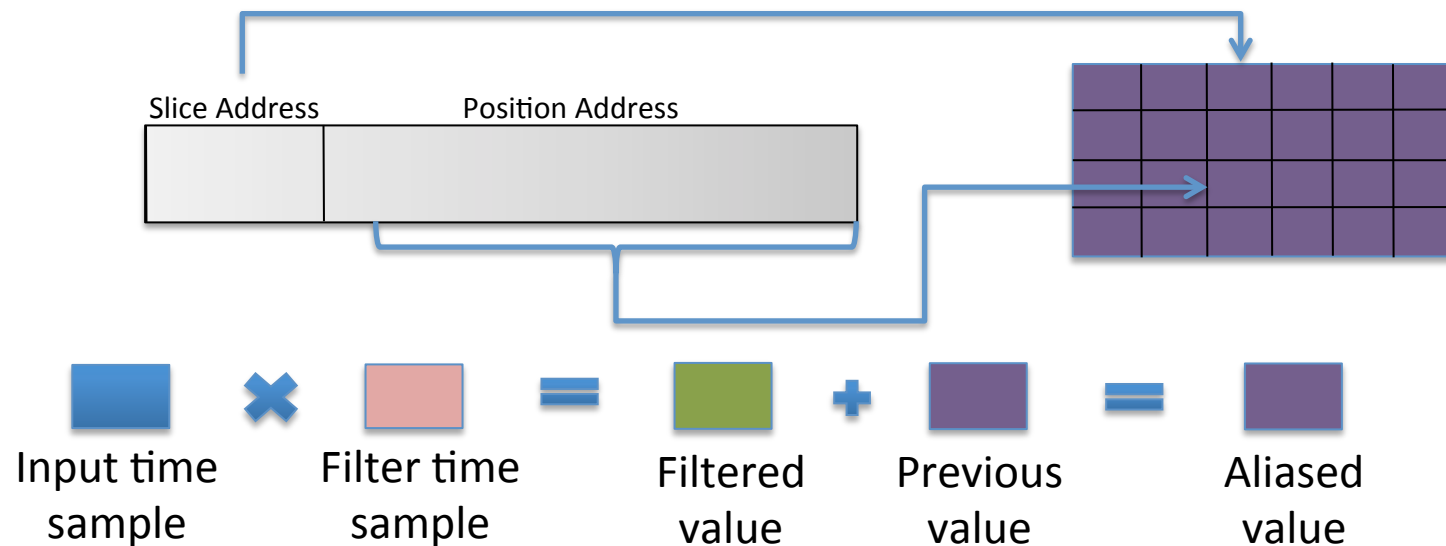 Slice Address
Position Address
Input time
sample
Filter time
sample
Filtered
value
Previous
value
Aliased
value